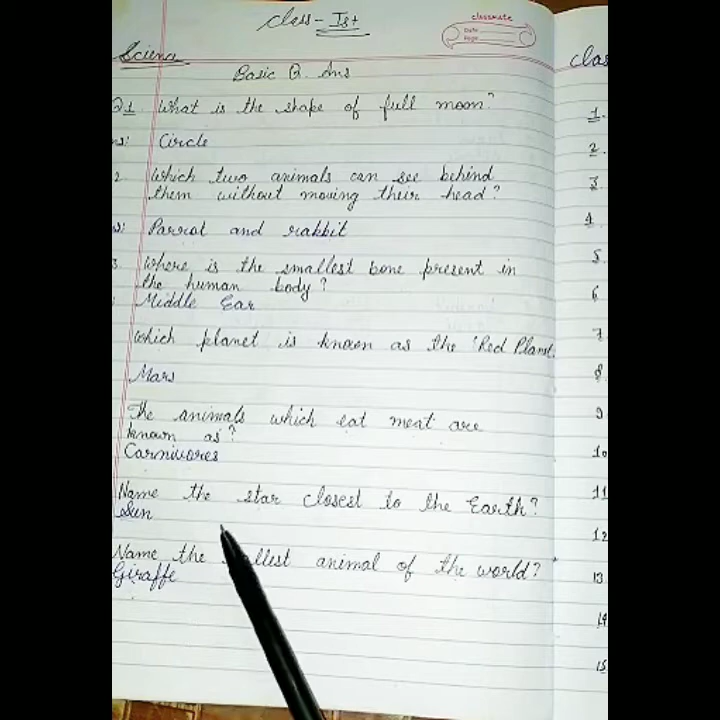 class - Ist
classmate
Date
Page
Science
Basic Q. Ans
Q1. What is the shape of full moon?
ns: Circle
2. Which two animals can see behind
them without moving their head?
s: Parrot and rabbit
3. Where is the smallest bone present in
the human body?
Middle Ear
Which planet is known as the 'Red Planet.
Mars
The animals which eat meat are
known as?
Carnivores
Name the star closest to the Earth?
Sun
Name the allest animal of the world?
Giraffe
clas
1.
2.
3.
4.
5.
6
7
8.
9
10
11
12
13
14
15